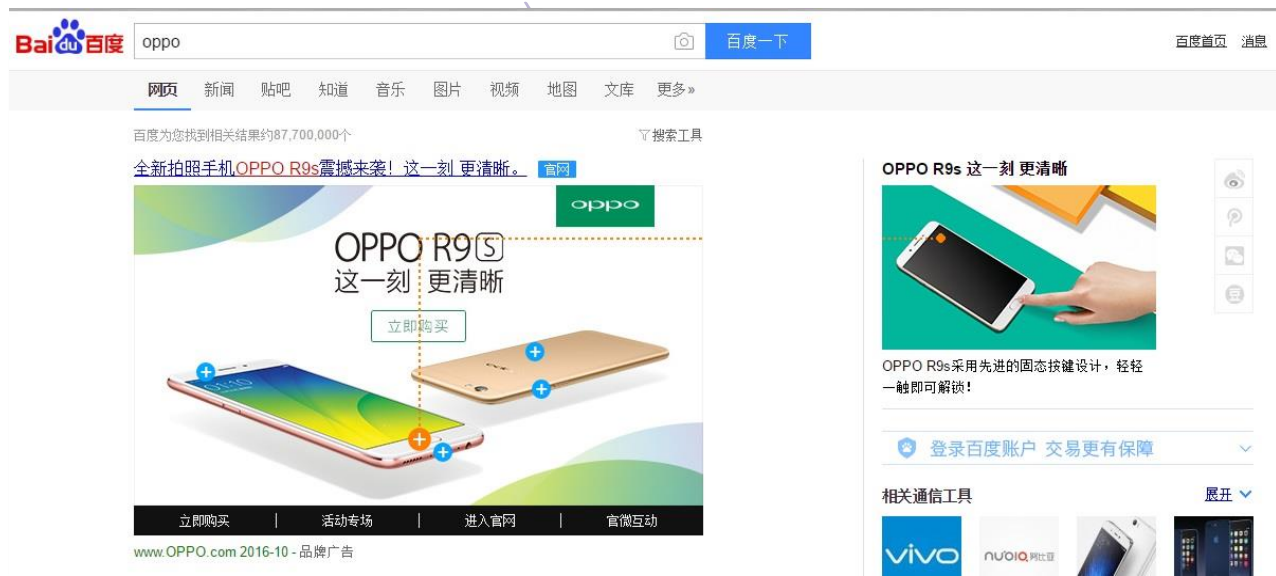 Bai du 百度
oppo
百度一下
百度首页 消息
网页 新闻 贴吧 知道 音乐 图片 视频 地图 文库 更多»
百度为您找到相关结果约87,700,000个
搜索工具
全新拍照手机OPPO R9s震撼来袭!这一刻 更清晰。 官网
oppo
OPPO R9S
这一刻 更清晰
立即购买
01:10
oppo
立即购买 | 活动专场 | 进入官网 | 官微互动
www.OPPO.com 2016-10 - 品牌广告
OPPO R9s 这一刻 更清晰
OPPO R9s采用先进的固态按键设计,轻轻
一触即可解锁!
登录百度账户 交易更有保障
相关通信工具
展开
vivo
nubia 努比亚